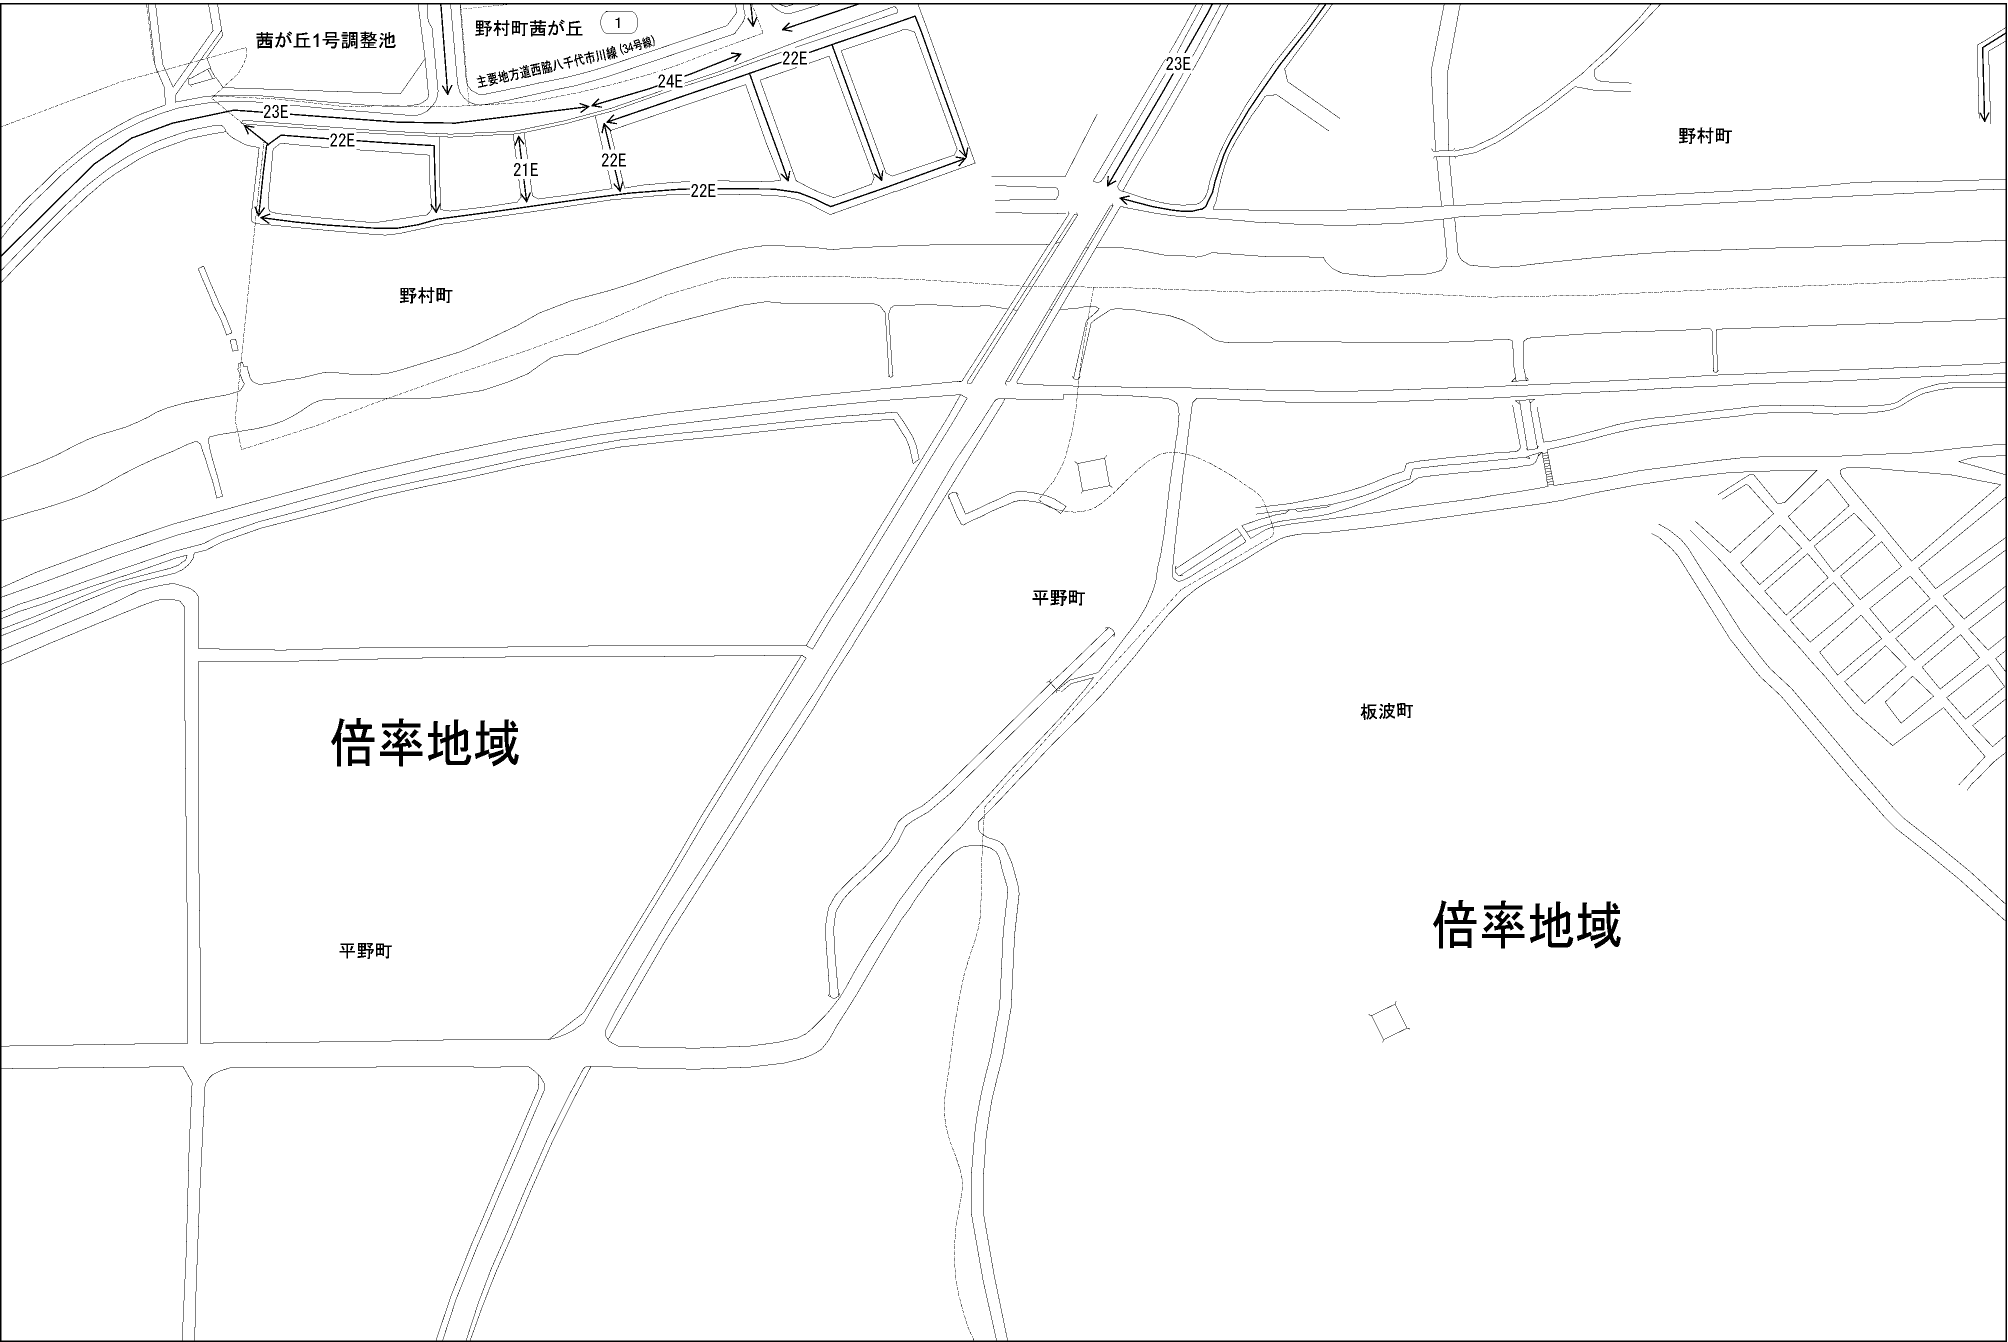 野村町茜が丘
1
茜が丘1号調整池
主要地方道西脇八千代市川線(34号線)
22E
23E
24E
23E
野村町
22E
22E
21E
22E
野村町
平野町
板波町
倍率地域
倍率地域
平野町